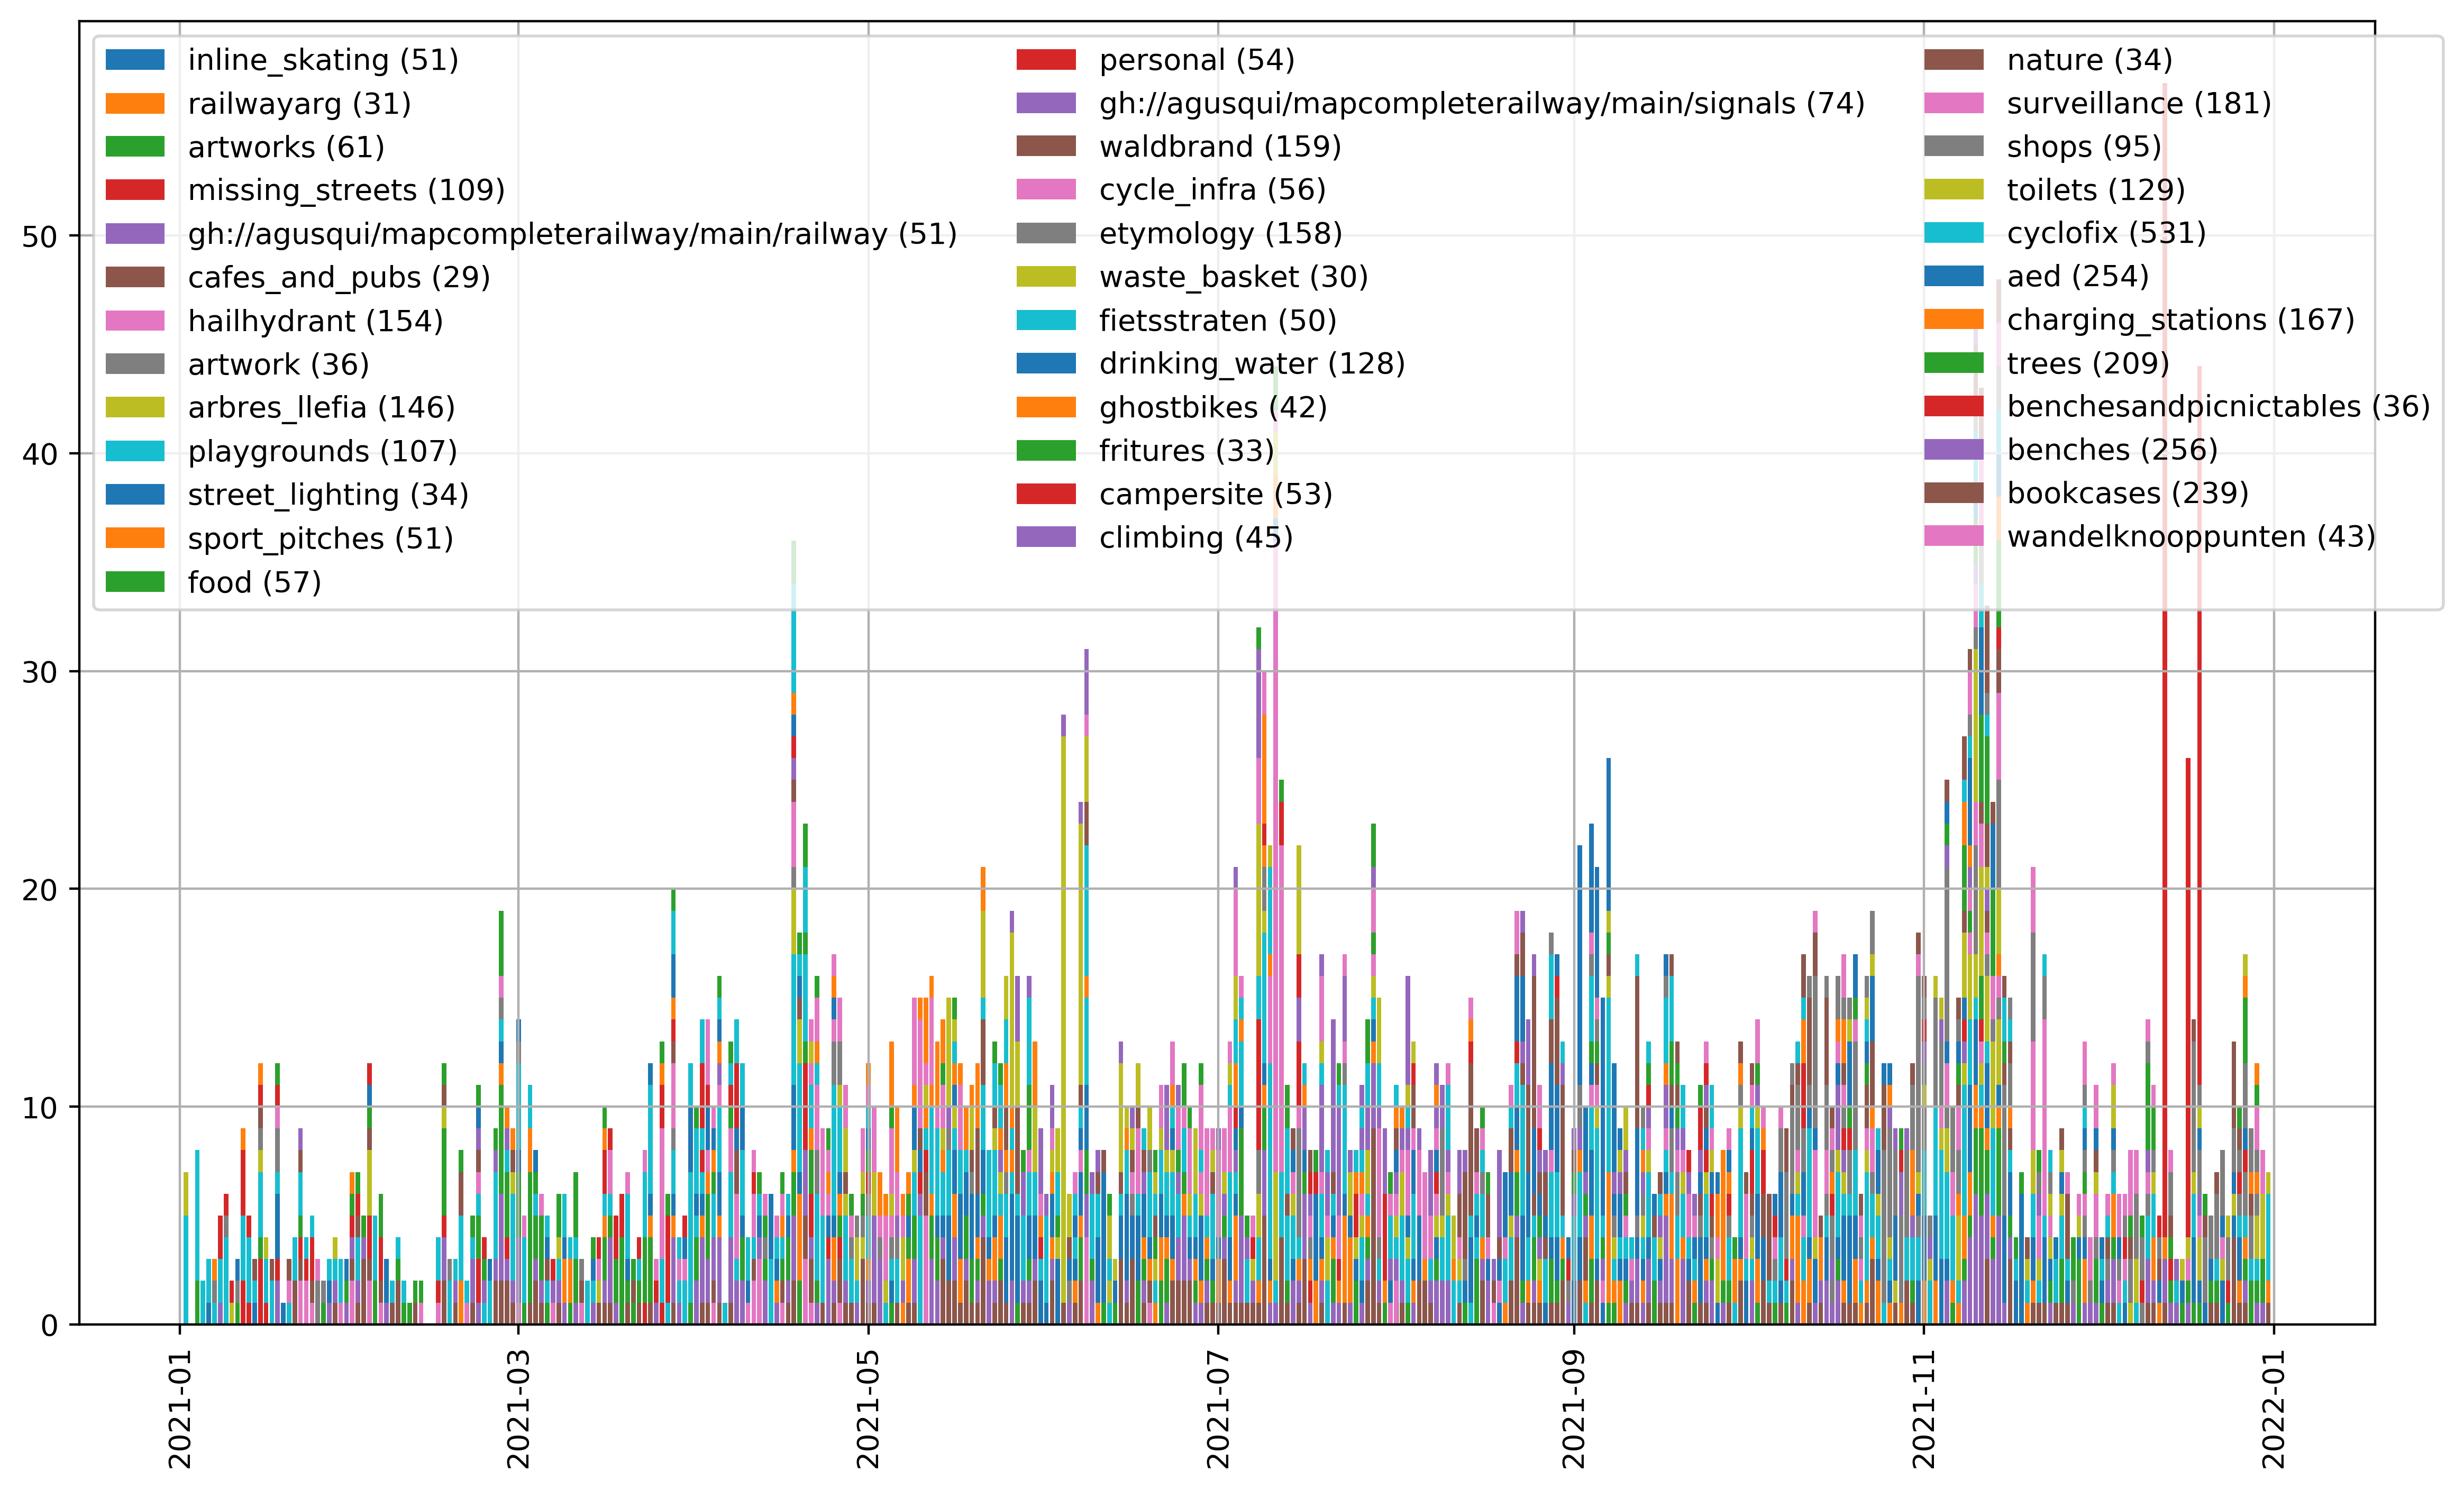 inline_skating (51)
railwayarg (31)
artworks (61)
missing_streets (109)
gh://agusqui/mapcompleterailway/main/railway (51)
cafes_and_pubs (29)
hailhydrant (154)
artwork (36)
arbres_llefia (146)
playgrounds (107)
street_lighting (34)
sport_pitches (51)
food (57)
personal (54)
gh://agusqui/mapcompleterailway/main/signals (74)
waldbrand (159)
cycle_infra (56)
etymology (158)
waste_basket (30)
fietsstraten (50)
drinking_water (128)
ghostbikes (42)
fritures (33)
campersite (53)
climbing (45)
nature (34)
surveillance (181)
shops (95)
toilets (129)
cyclofix (531)
aed (254)
charging_stations (167)
trees (209)
benchesandpicnictables (36)
benches (256)
bookcases (239)
wandelknooppunten (43)
50
40
30
20
10
0
2021-01
2021-03
2021-05
2021-07
2021-09
2021-11
2022-01